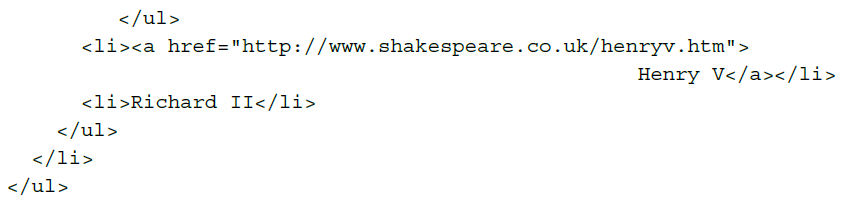 </ul>
<li><a href="http://www.shakespeare.co.uk/henryv.htm">
Henry V</a></li>
<li>Richard II</li>
</ul>
</li>
</ul>